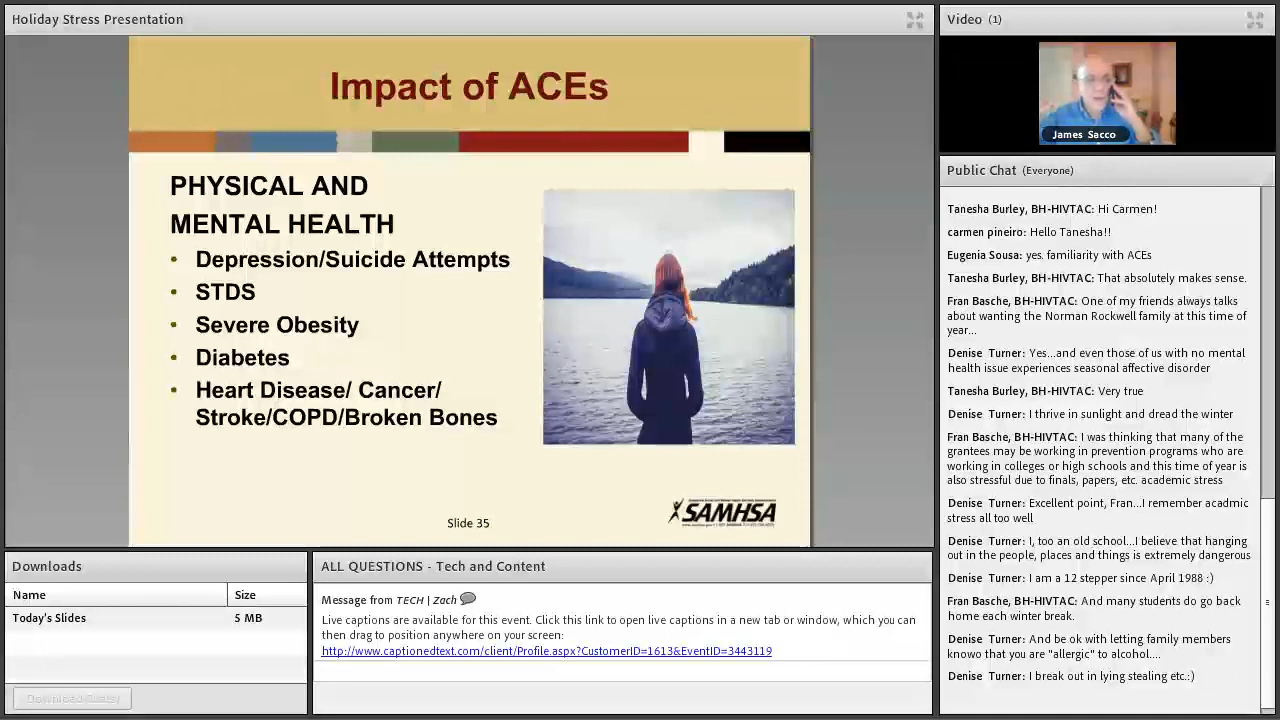 Holiday Stress Presentation
Impact of ACEs
PHYSICAL AND
MENTAL HEALTH
• Depression/Suicide Attempts
• STDS
• Severe Obesity
• Diabetes
• Heart Disease/ Cancer/
Stroke/COPD/Broken Bones
Slide 35
SAMHSA
Video (1)
James Sacco
Public Chat (Everyone)
Tanesha Burley, BH-HIVTAC: Hi Carmen!
carmen pineiro: Hello Tanesha!!
Eugenia Sousa: yes. familiarity with ACEs
Tanesha Burley, BH-HIVTAC: That absolutely makes sense.
Fran Basche, BH-HIVTAC: One of my friends always talks
about wanting the Norman Rockwell family at this time of
year...
Denise Turner: Yes...and even those of us with no mental
health issue experiences seasonal affective disorder
Tanesha Burley, BH-HIVTAC: Very true
Denise Turner: I thrive in sunlight and dread the winter
Fran Basche, BH-HIVTAC: I was thinking that many of the
grantees may be working in prevention programs who are
working in colleges or high schools and this time of year is
also stressful due to finals, papers, etc. academic stress
Denise Turner: Excellent point, Fran...I remember acadmic
stress all too well
Denise Turner: I, too an old school...I believe that hanging
out in the people, places and things is extremely dangerous
Denise Turner: I am a 12 stepper since April 1988 :)
Fran Basche, BH-HIVTAC: And many students do go back
home each winter break.
Denise Turner: And be ok with letting family members
knowo that you are "allergic" to alcohol....
Denise Turner: I break out in lying stealing etc.:)
Downloads
Name Size
Today's Slides 5 MB
ALL QUESTIONS - Tech and Content
Message from TECH | Zach
Live captions are available for this event. Click this link to open live captions in a new tab or window, which you can
then drag to position anywhere on your screen:
http://www.captionedtext.com/client/Profile.aspx?CustomerID=1613&EventID=3443119